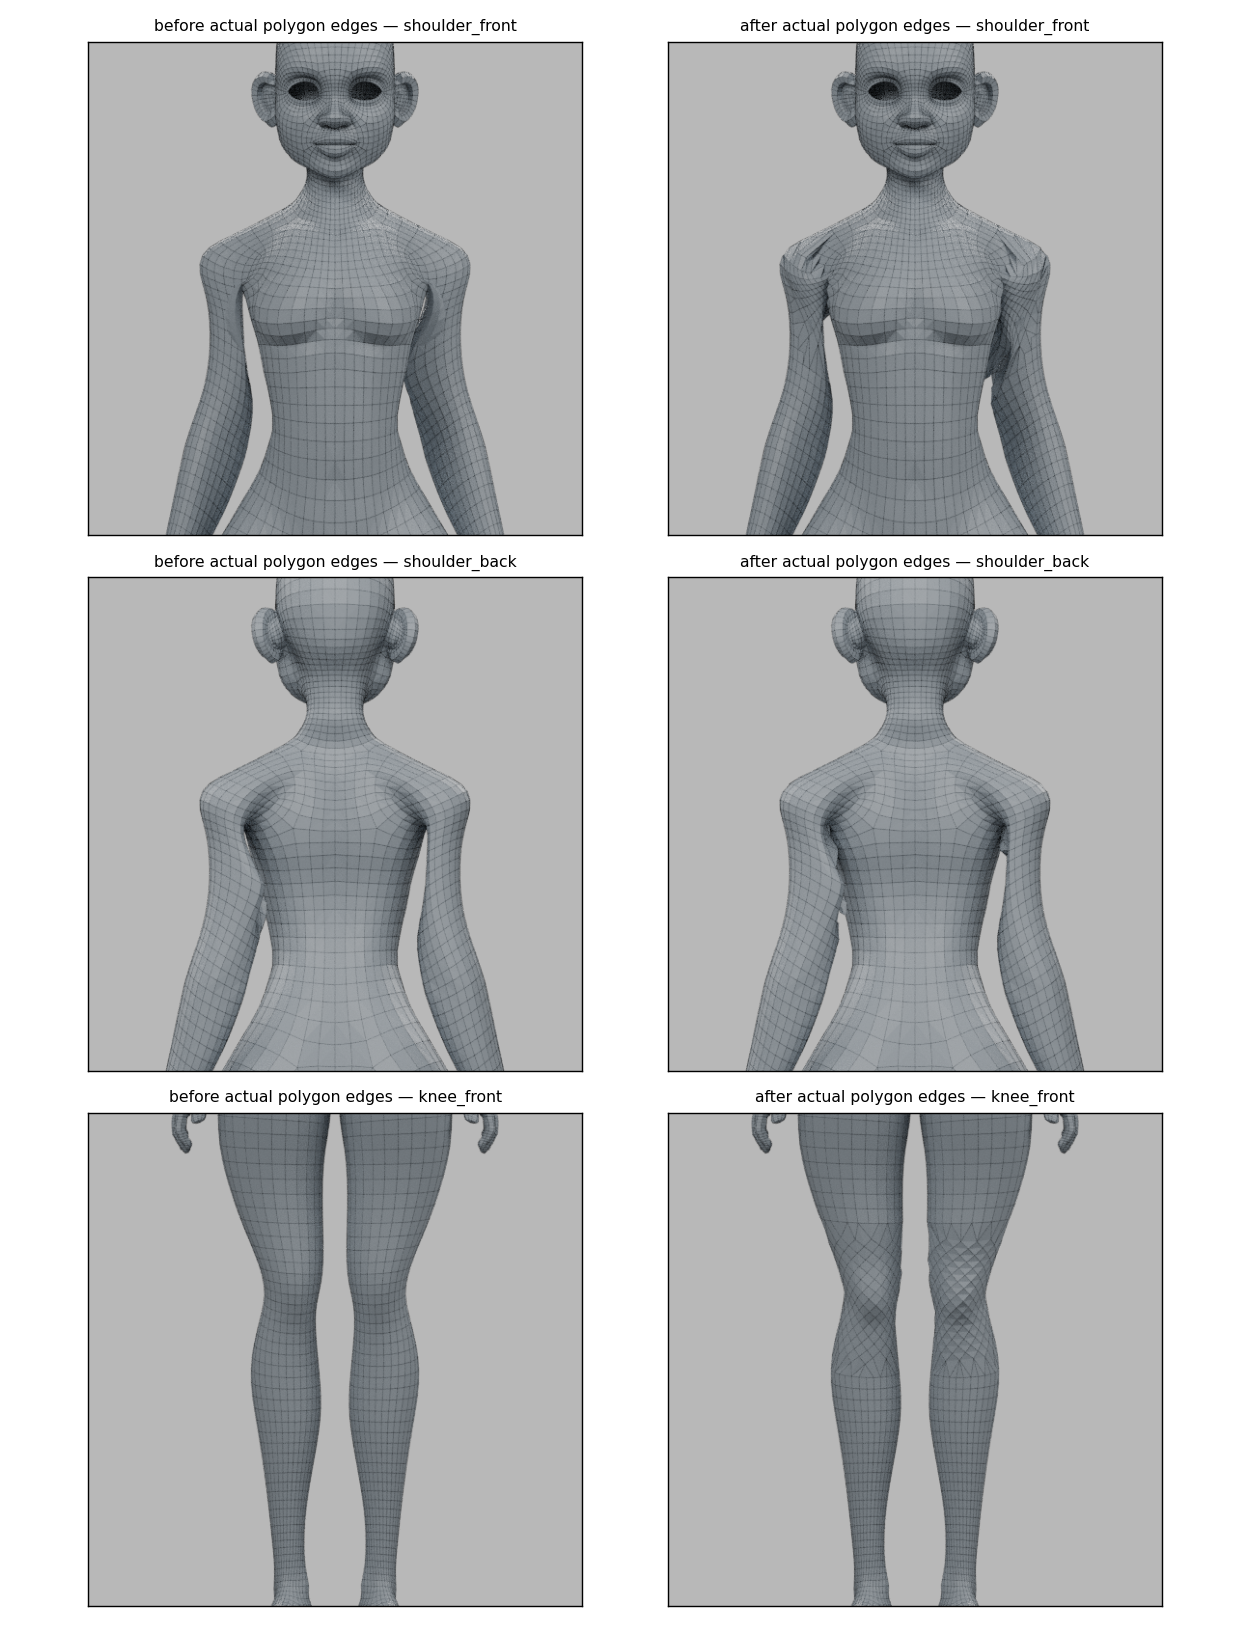 before actual polygon edges — shoulder_front
after actual polygon edges — shoulder_front
before actual polygon edges — shoulder_back
after actual polygon edges — shoulder_back
before actual polygon edges — knee_front
after actual polygon edges — knee_front